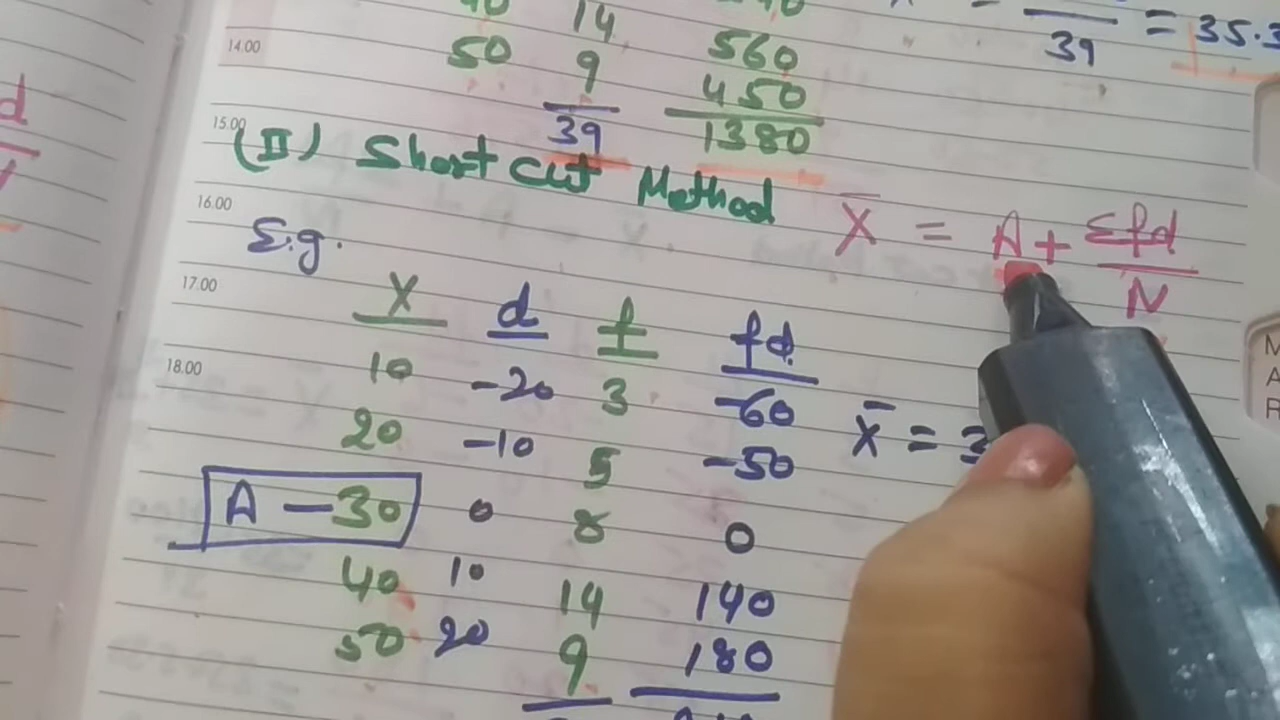 14
50 9 560
14.00
450
39 1380
39 = 35.3
15.00
(II) Short Cut Method
16.00
X̄ = A + Σfd / N
E.g.
17.00
X d f fd
18.00
10 -20 3 -60
20 -10 5 -50
X̄ =
A - 30 0 8 0
40 10 14 140
50 20 9 180
d
M
A
R